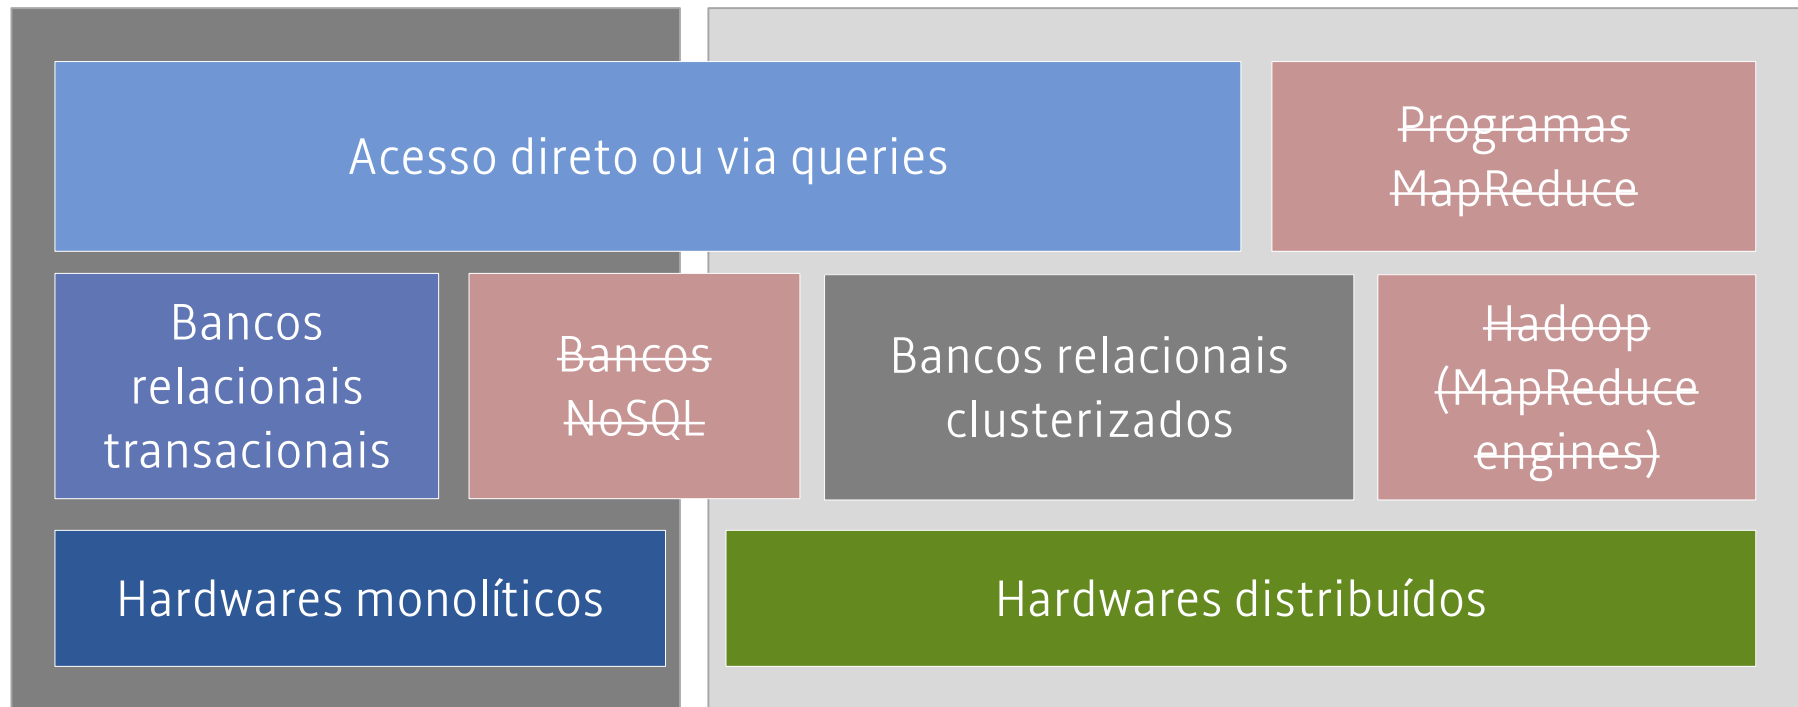 Acesso direto ou via queries
Programas
MapReduce
Bancos
relacionais
transacionais
Bancos
NoSQL
Bancos relacionais
clusterizados
Hadoop
(MapReduce
engines)
Hardwares monolíticos
Hardwares distribuídos